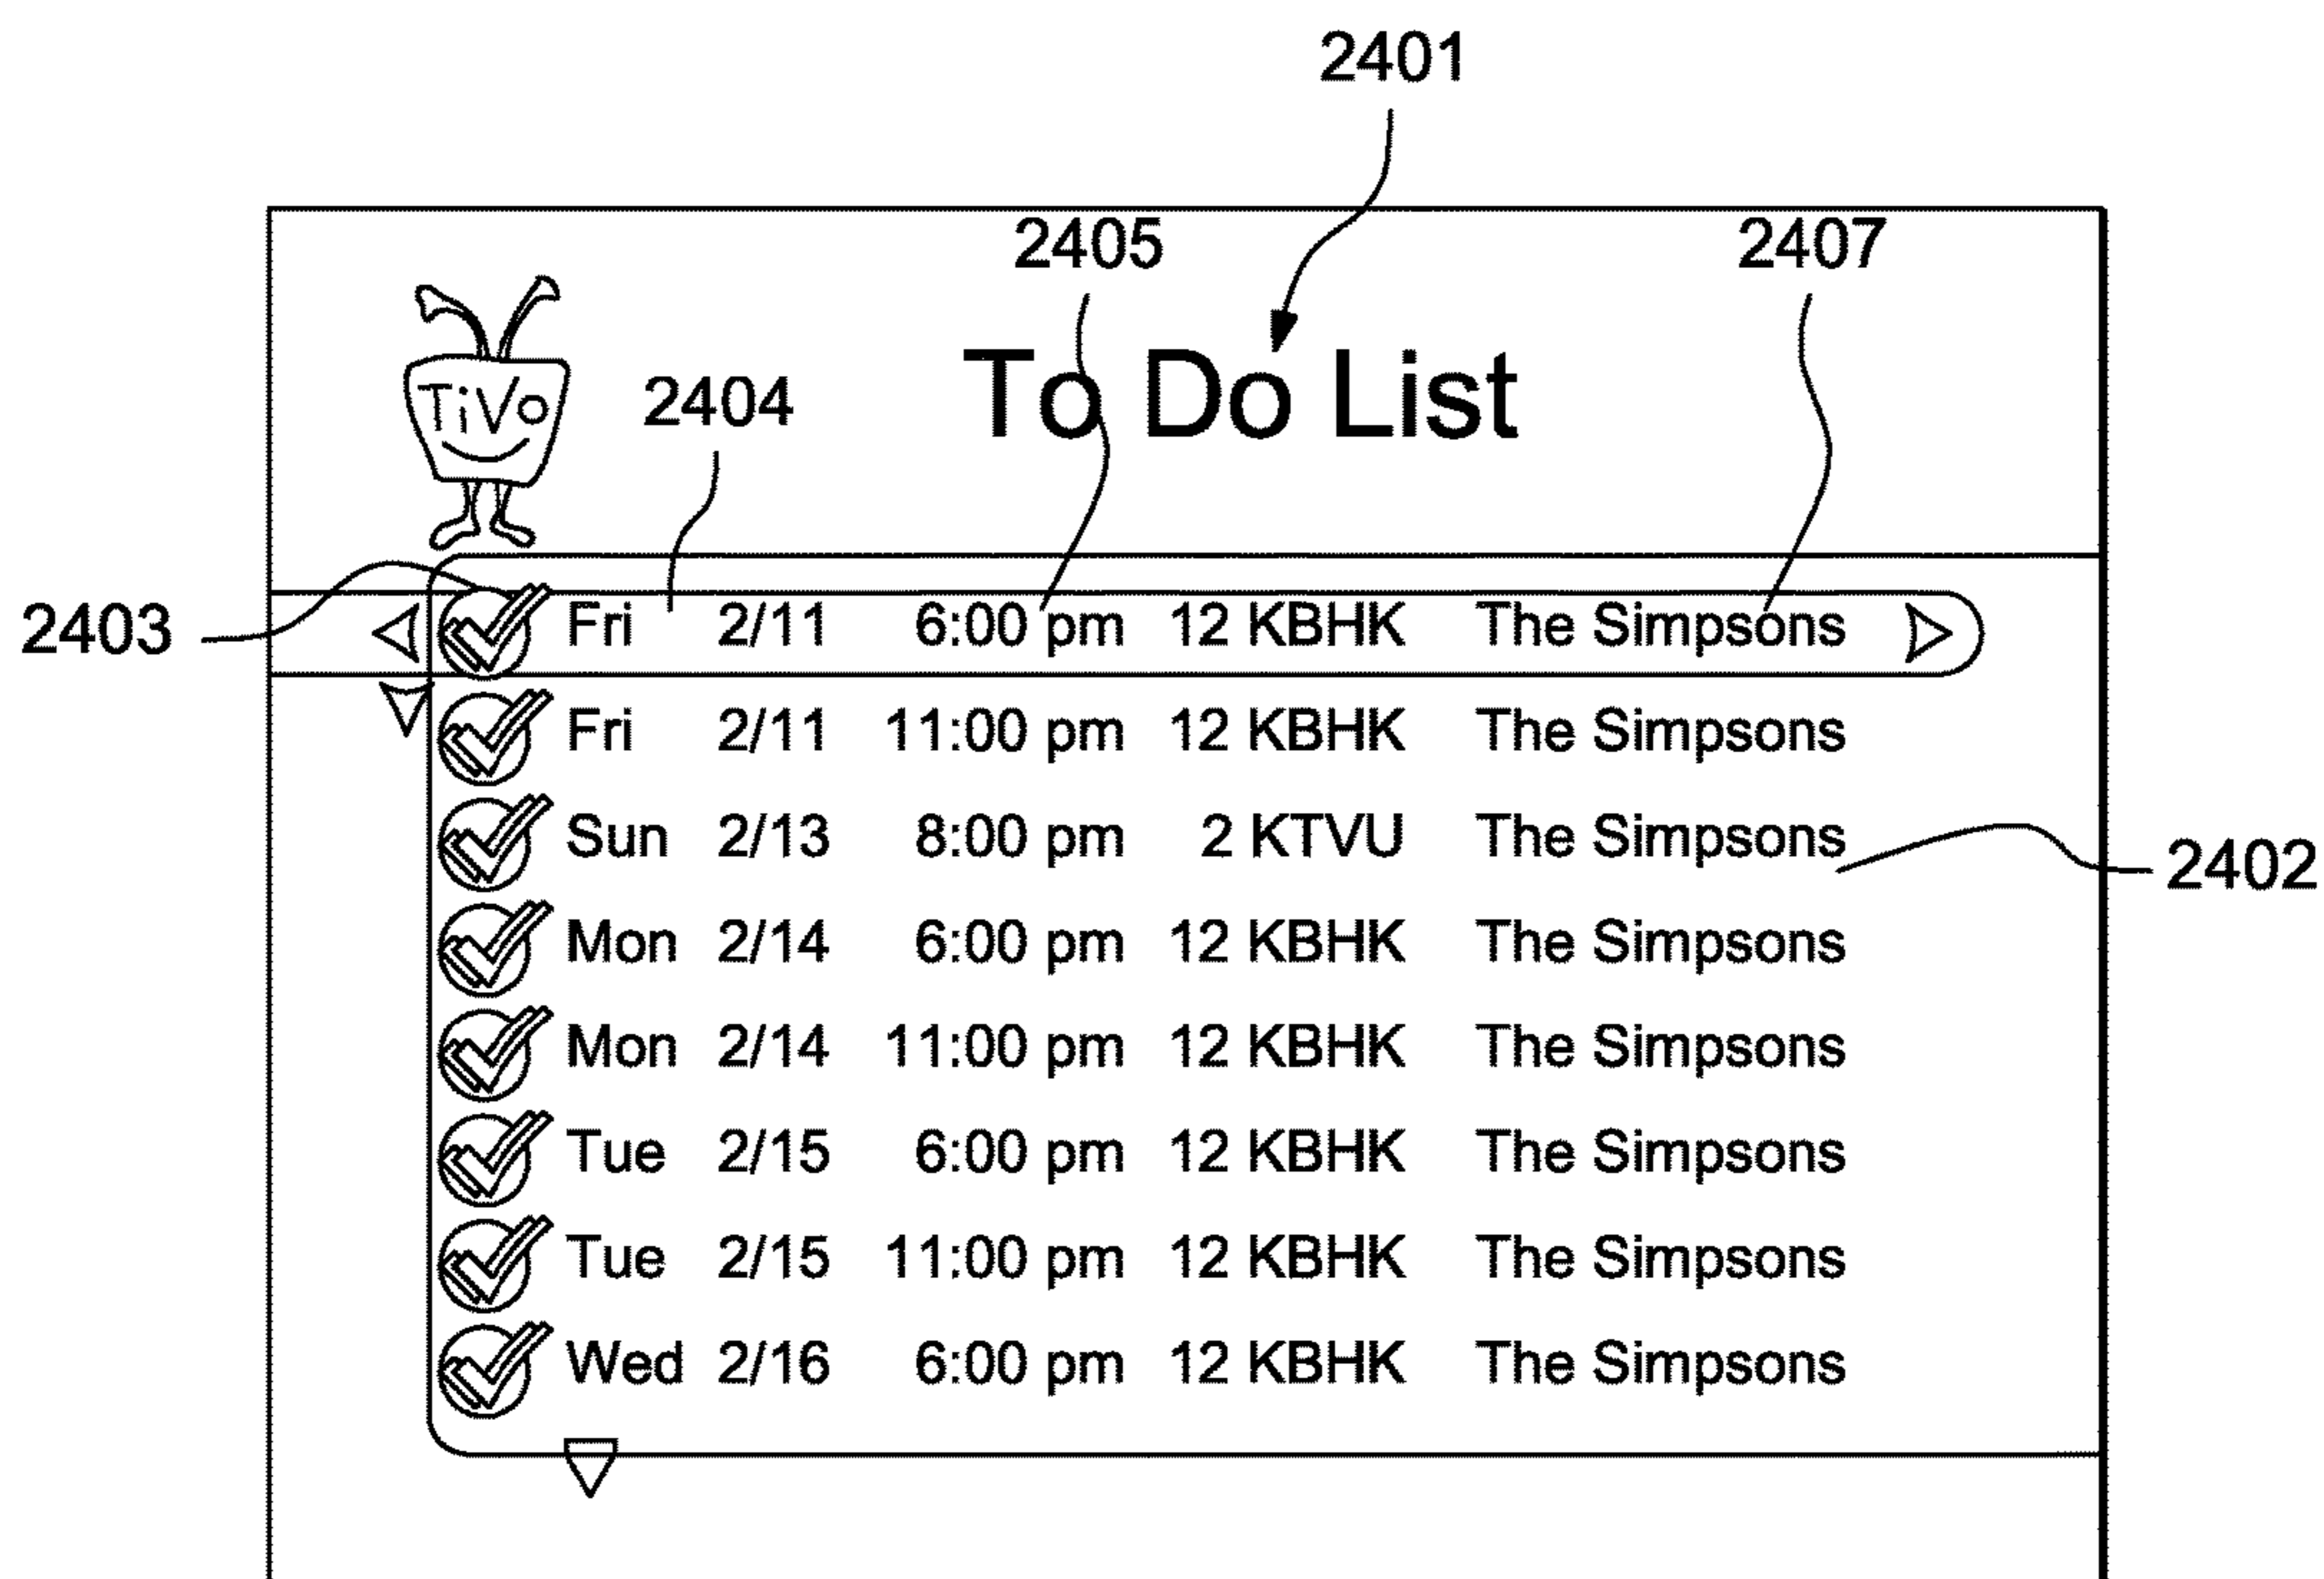 2401
2405 2407
TiVo
2404
To Do List
2403
Fri 2/11 6:00 pm 12 KBHK The Simpsons
Fri 2/11 11:00 pm 12 KBHK The Simpsons
Sun 2/13 8:00 pm 2 KTVU The Simpsons
2402
Mon 2/14 6:00 pm 12 KBHK The Simpsons
Mon 2/14 11:00 pm 12 KBHK The Simpsons
Tue 2/15 6:00 pm 12 KBHK The Simpsons
Tue 2/15 11:00 pm 12 KBHK The Simpsons
Wed 2/16 6:00 pm 12 KBHK The Simpsons